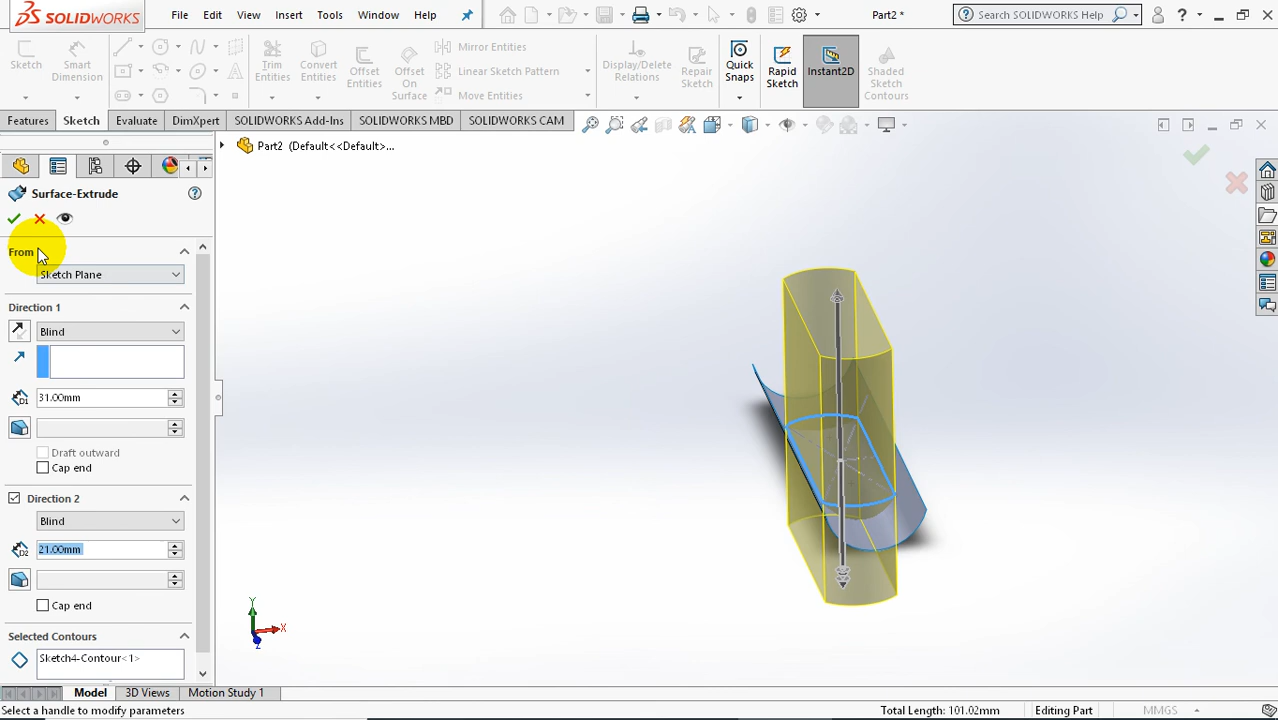 SOLIDWORKS File Edit View Insert Tools Window Help Part2 * Search SOLIDWORKS Help ?
Sketch Smart Dimension Trim Entities Convert Entities Offset Entities Offset On Surface Mirror Entities Linear Sketch Pattern Move Entities Display/Delete Relations Repair Sketch Quick Snaps Rapid Sketch Instant2D Shaded Sketch Contours
Features Sketch Evaluate DimXpert SOLIDWORKS Add-Ins SOLIDWORKS MBD SOLIDWORKS CAM
Part2 (Default<<Default>...
Surface-Extrude
From
Sketch Plane
Direction 1
Blind
31.00mm
Draft outward
Cap end
Direction 2
Blind
21.00mm
Cap end
Selected Contours
Sketch4-Contour<1>
Y
X
Z
Model 3D Views Motion Study 1
Select a handle to modify parameters Total Length: 101.02mm Editing Part MMGS